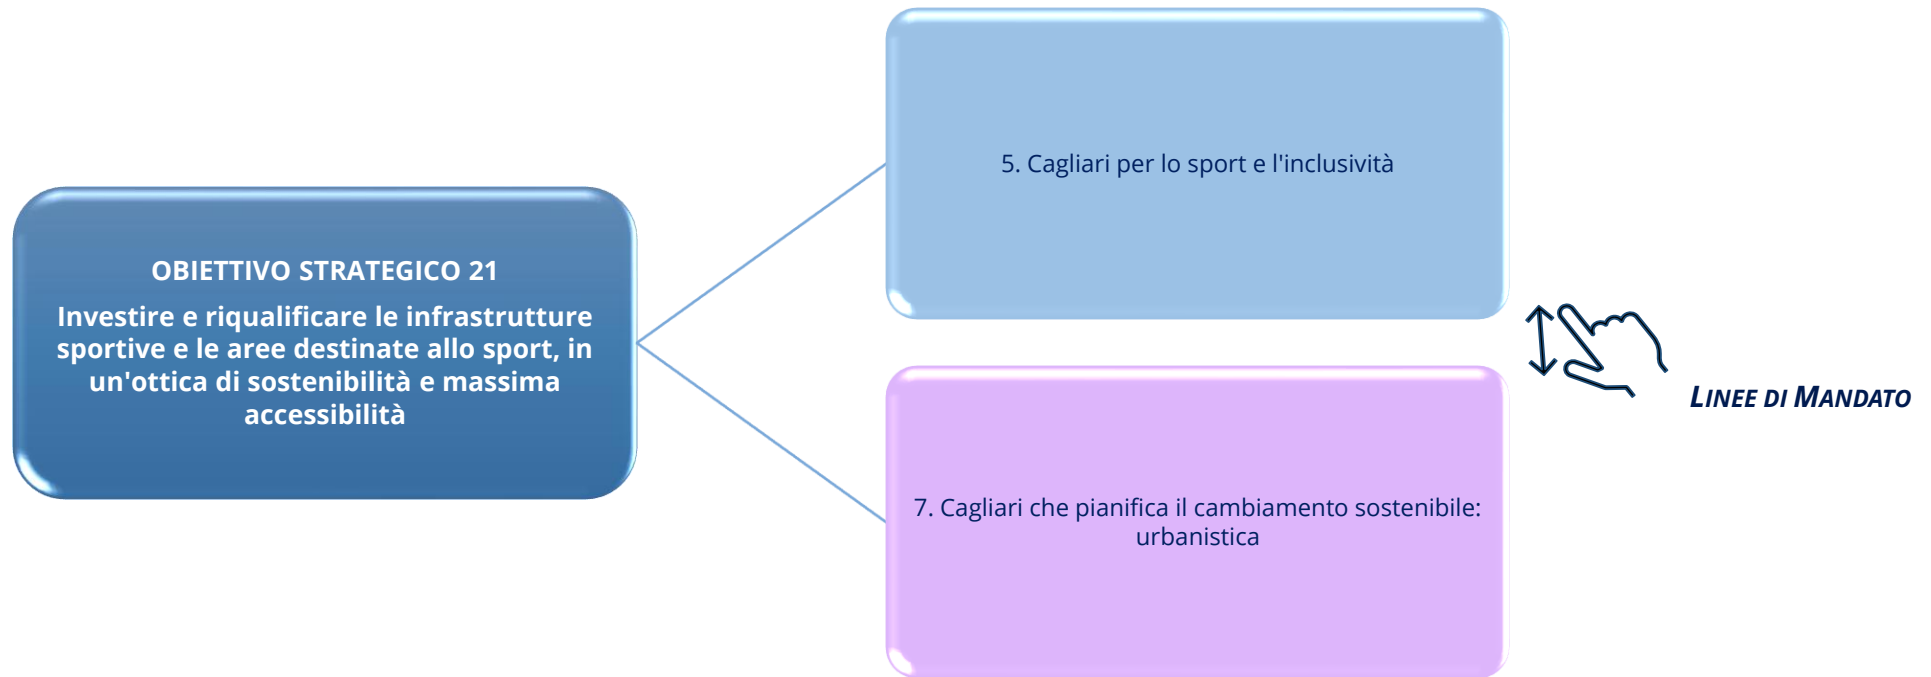 OBIETTIVO STRATEGICO 21
Investire e riqualificare le infrastrutture
sportive e le aree destinate allo sport, in
un'ottica di sostenibilità e massima
accessibilità
5. Cagliari per lo sport e l'inclusività
7. Cagliari che pianifica il cambiamento sostenibile:
urbanistica
LINEE DI MANDATO